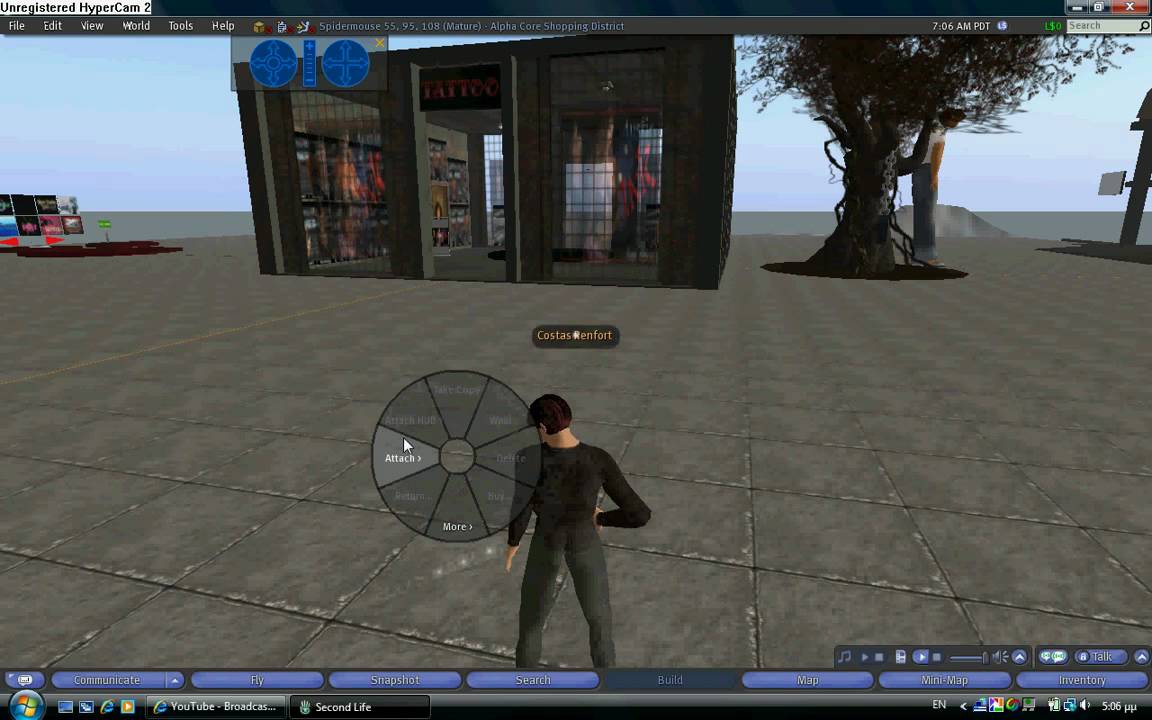 Unregistered HyperCam 2
File Edit View World Tools Help Spidermouse 55, 95, 108 (Mature) - Alpha Core Shopping District 7:06 AM PDT L$0 Search
TATTOO
Costas Renfort
Take Copy
Attach HUD Wear
Attach > Delete
Return... Buy...
More >
Talk
Communicate Fly Snapshot Search Build Map Mini-Map Inventory
YouTube - Broadcas... Second Life EN 5:06 μμ